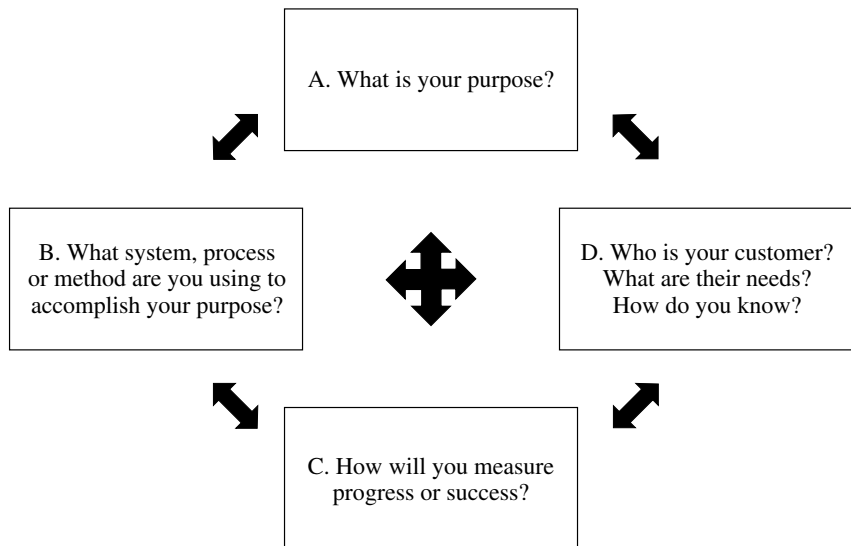 A. What is your purpose?
B. What system, process
or method are you using to
accomplish your purpose?
D. Who is your customer?
What are their needs?
How do you know?
C. How will you measure
progress or success?